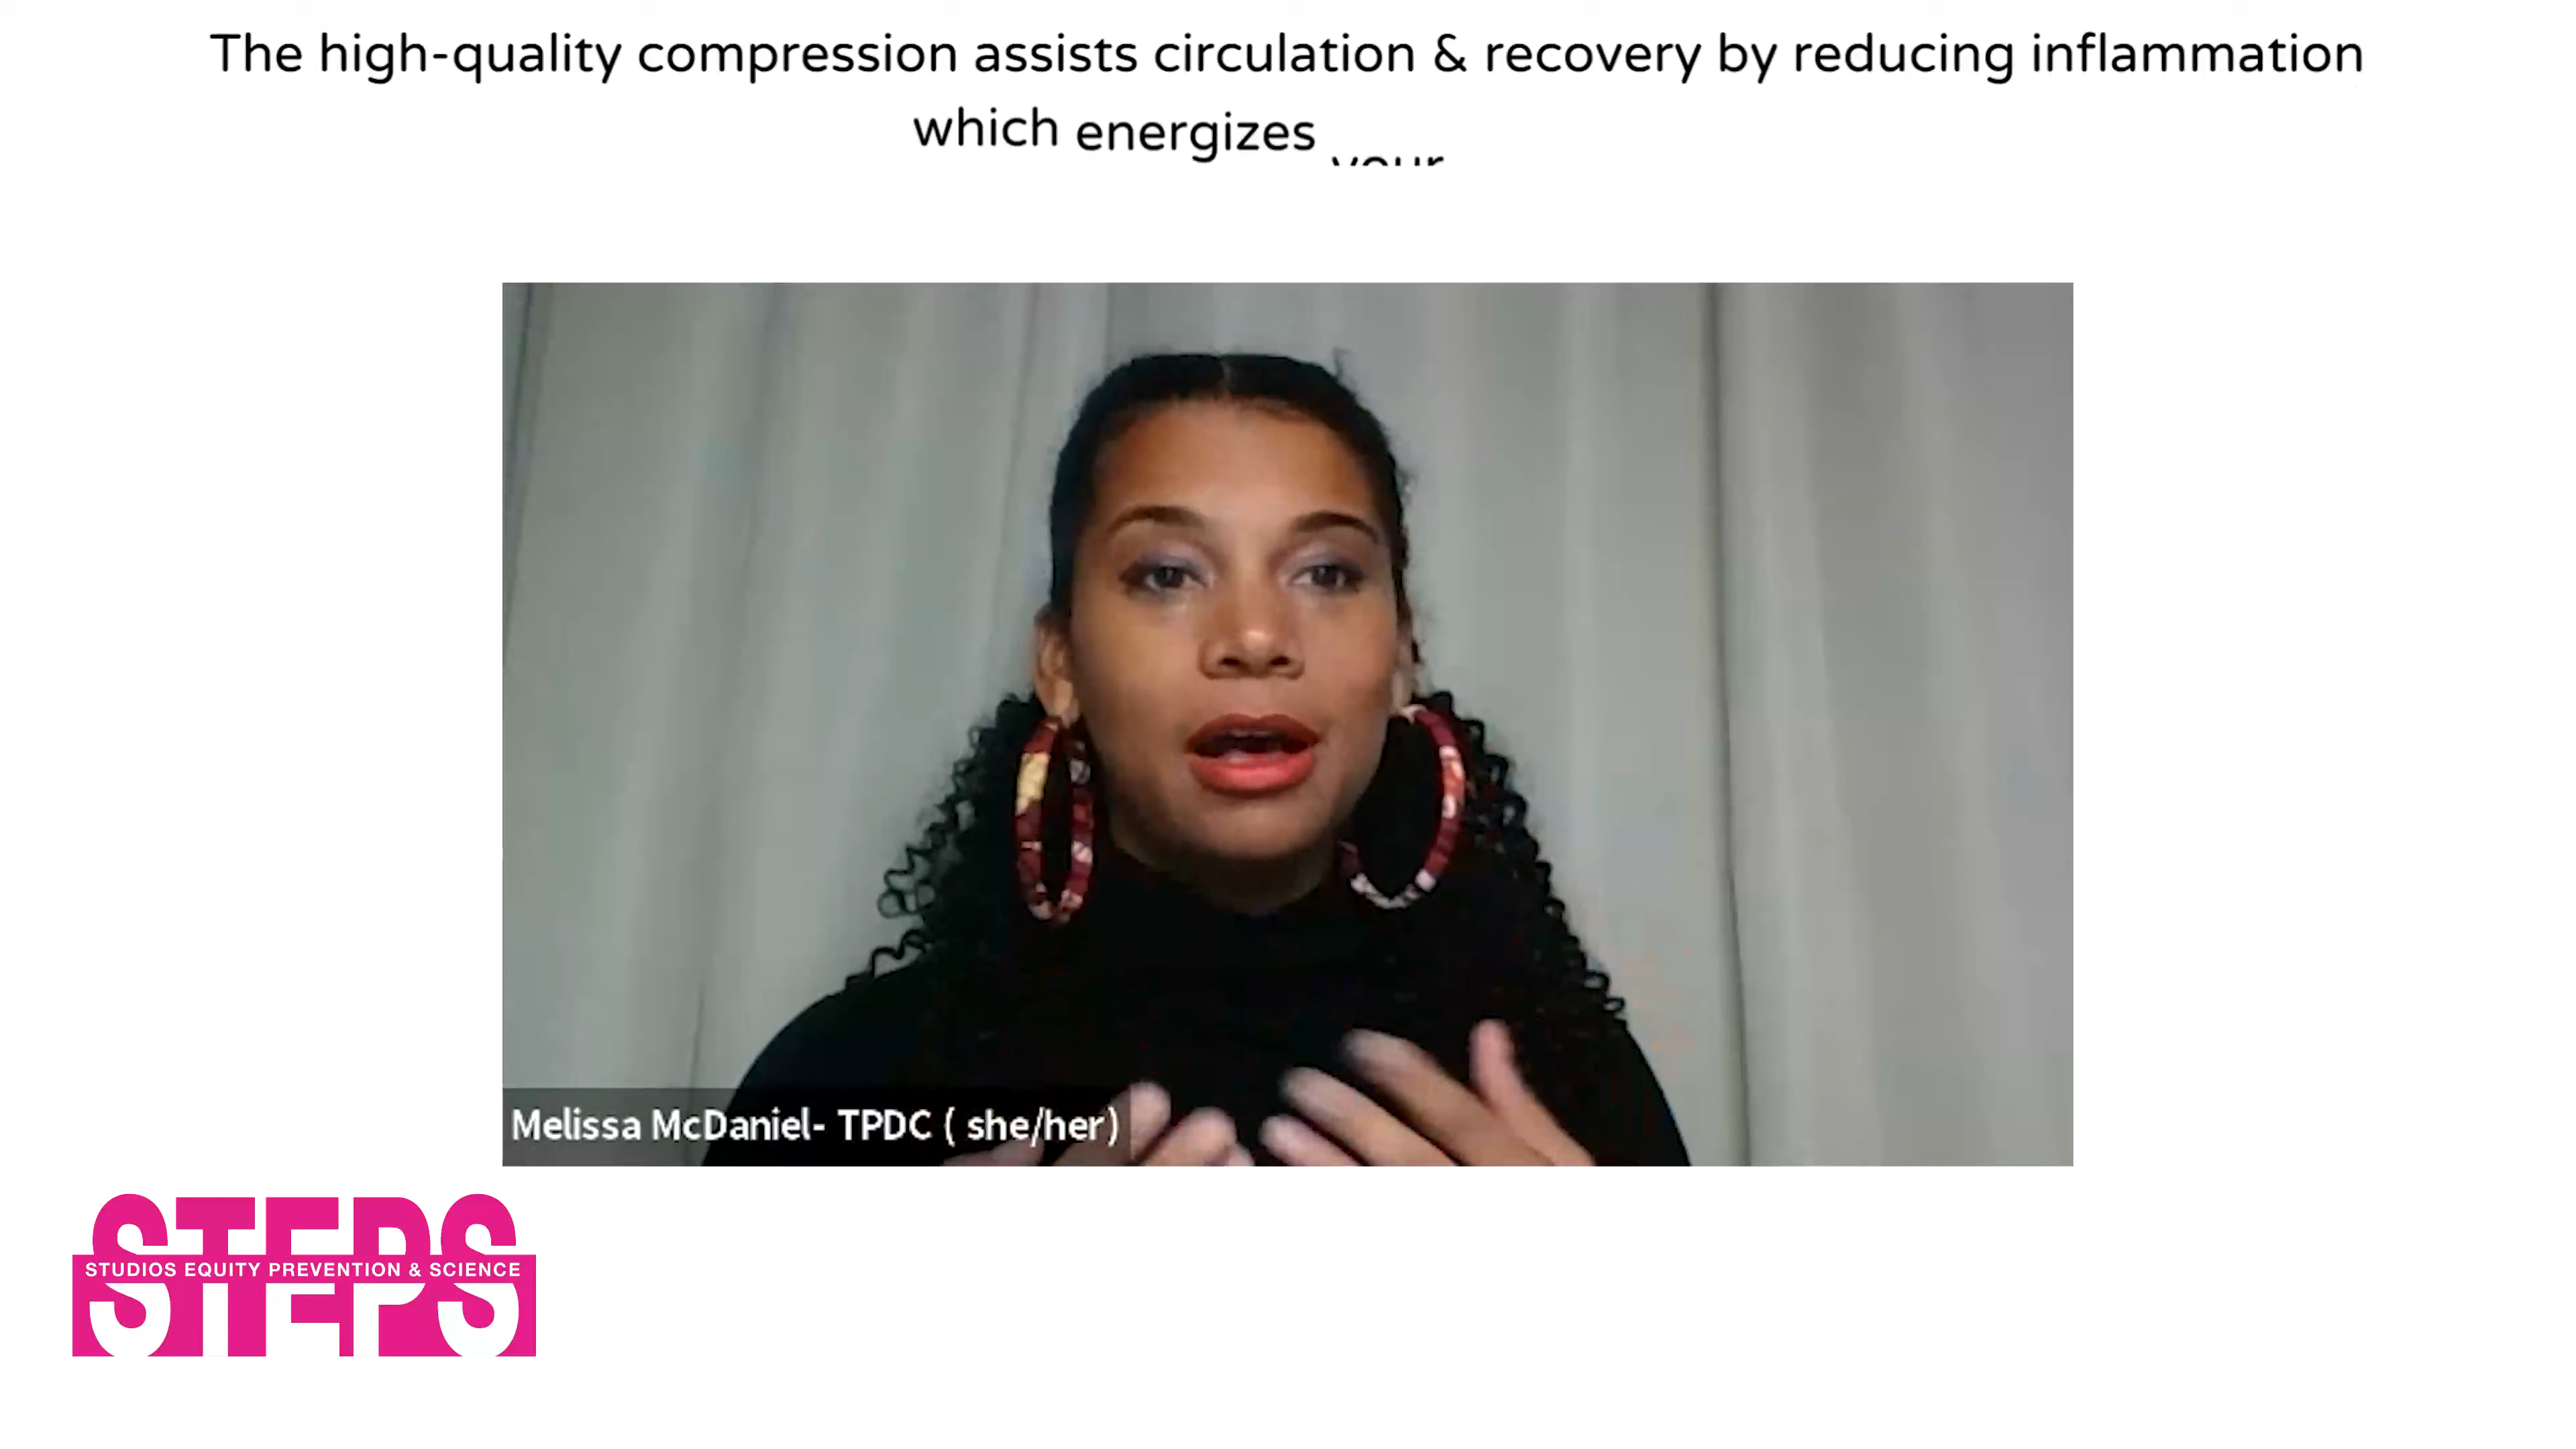 The high-quality compression assists circulation & recovery by reducing inflammation
which energizes your
Melissa McDaniel- TPDC ( she/her)
STEPS
STUDIOS EQUITY PREVENTION & SCIENCE